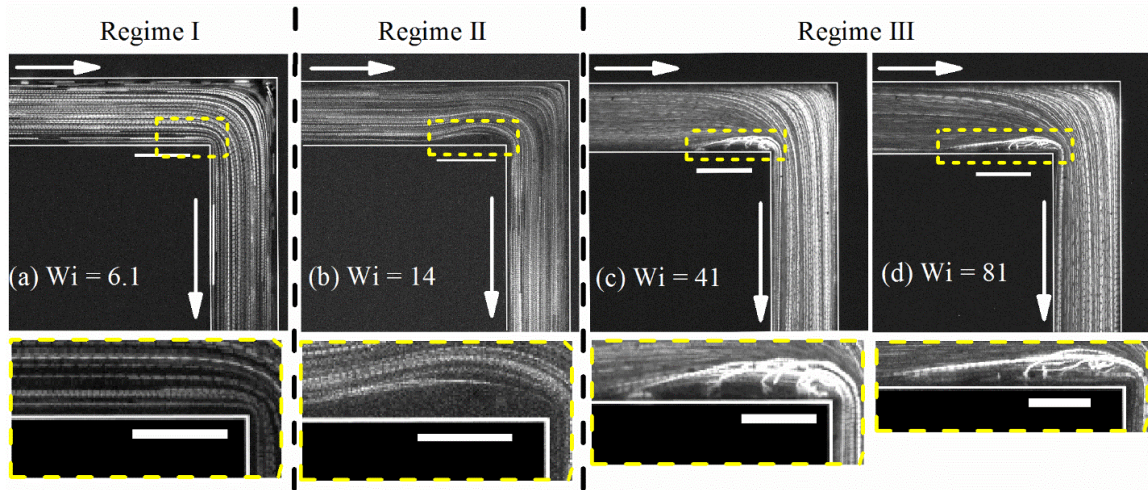 Regime I
Regime II
Regime III
(a) Wi = 6.1
(b) Wi = 14
(c) Wi = 41
(d) Wi = 81